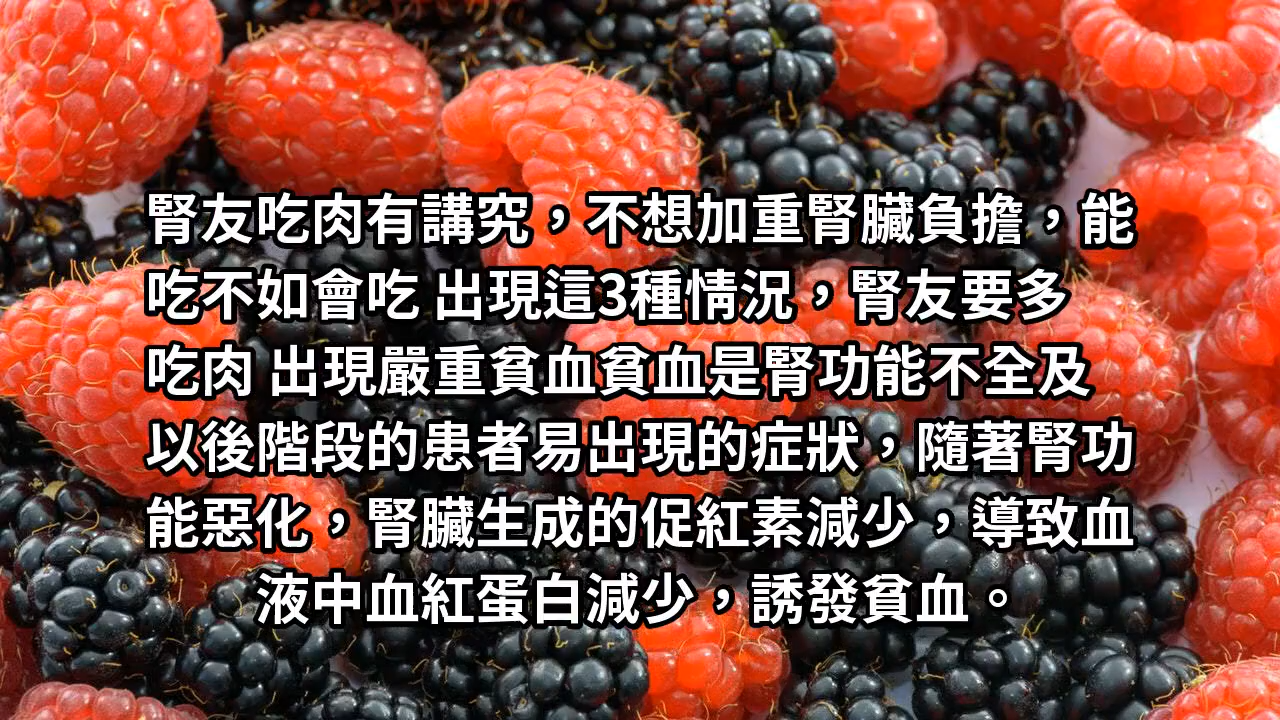 腎友吃肉有講究，不想加重腎臟負擔，能
吃不如會吃 出現這3種情況，腎友要多
吃肉 出現嚴重貧血貧血是腎功能不全及
以後階段的患者易出現的症狀，隨著腎功
能惡化，腎臟生成的促紅素減少，導致血
液中血紅蛋白減少，誘發貧血。